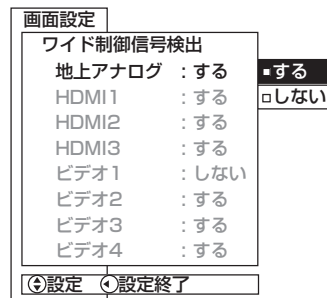 画面設定
ワイド制御信号検出
地上アナログ : する ■する
HDMI1 : する □しない
HDMI2 : する
HDMI3 : する
ビデオ1 : しない
ビデオ2 : する
ビデオ3 : する
ビデオ4 : する
設定 設定終了